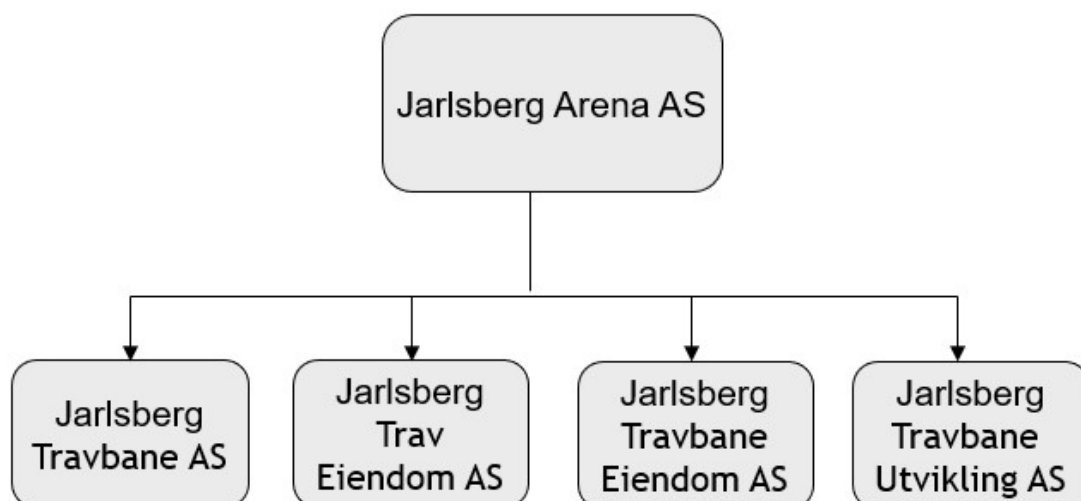 Jarlsberg Arena AS
Jarlsberg
Travbane AS
Jarlsberg
Trav
Eiendom AS
Jarlsberg
Travbane
Eiendom AS
Jarlsberg
Travbane
Utvikling AS